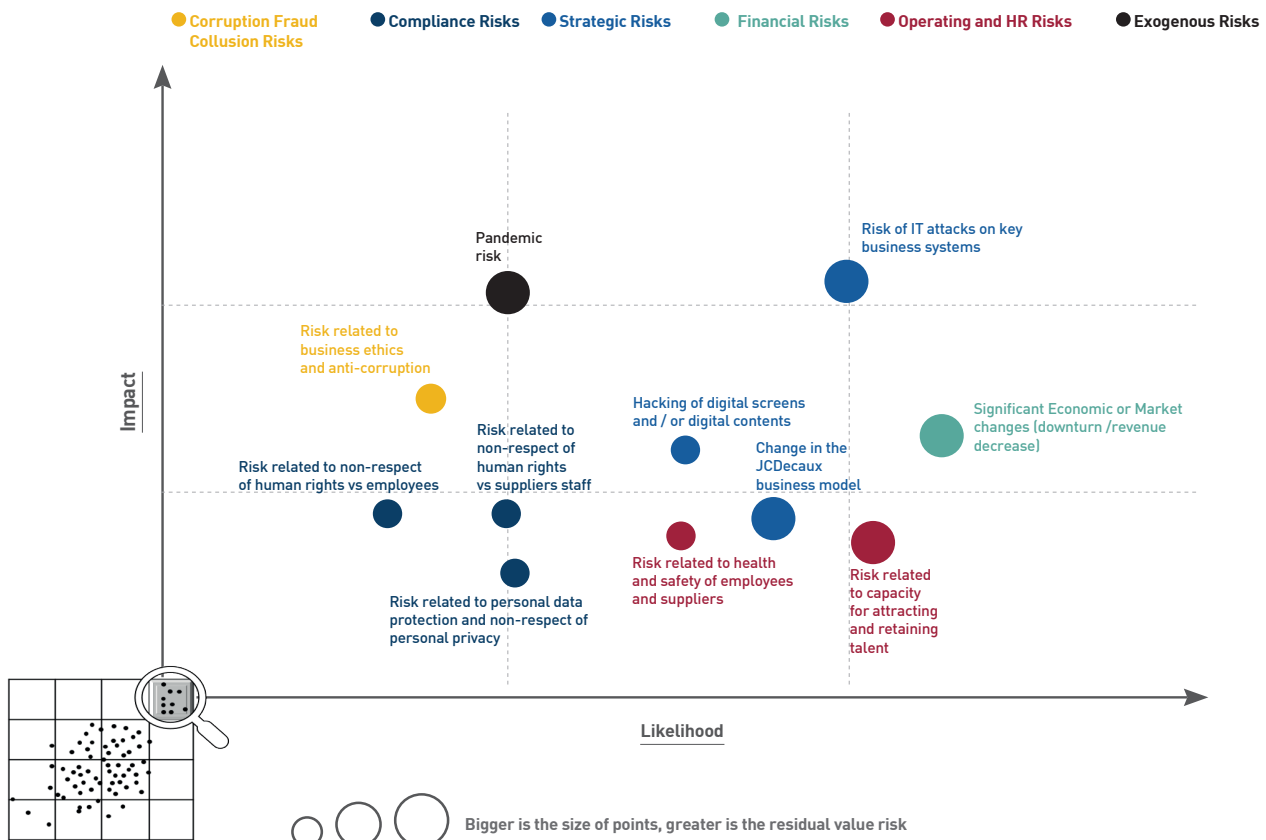 Corruption Fraud
Collusion Risks
Compliance Risks
Strategic Risks
Financial Risks
Operating and HR Risks
Exogenous Risks
Risk of IT attacks on key
business systems
Pandemic
risk
Risk related to
business ethics
and anti-corruption
Impact
Hacking of digital screens
and / or digital contents
Significant Economic or Market
changes (downturn /revenue
decrease)
Risk related to
non-respect of
human rights
vs suppliers staff
Change in the
JCDecaux
business model
Risk related to non-respect
of human rights vs employees
Risk related to health
and safety of employees
and suppliers
Risk related
to capacity
for attracting
and retaining
talent
Risk related to personal data
protection and non-respect of
personal privacy
Likelihood
Bigger is the size of points, greater is the residual value risk